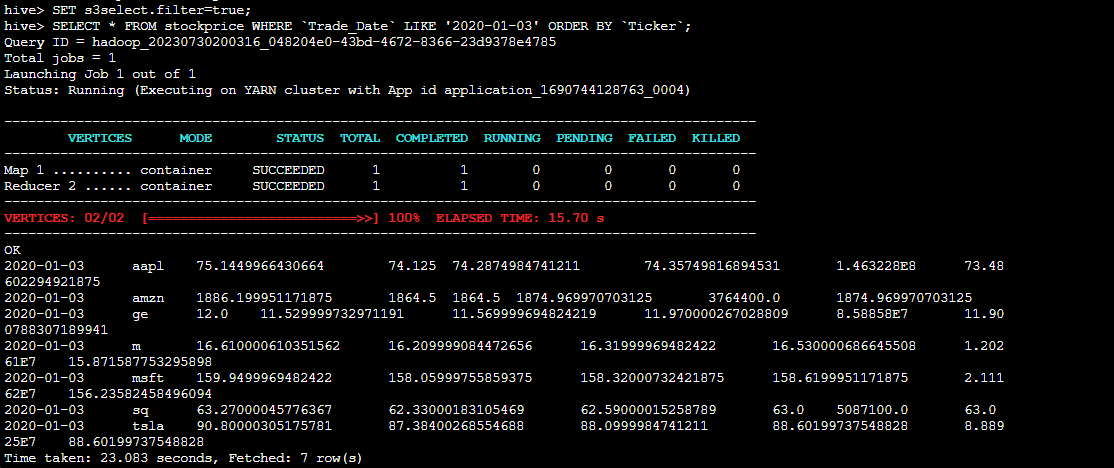 hive> SET s3select.filter=true;
hive> SELECT * FROM stockprice WHERE `Trade_Date` LIKE '2020-01-03' ORDER BY `Ticker`;
Query ID = hadoop_20230730200316_048204e0-43bd-4672-8366-23d9378e4785
Total jobs = 1
Launching Job 1 out of 1
Status: Running (Executing on YARN cluster with App id application_1690744128763_0004)
----------------------------------------------------------------------------------------------
        VERTICES      MODE        STATUS  TOTAL  COMPLETED  RUNNING  PENDING  FAILED  KILLED
----------------------------------------------------------------------------------------------
Map 1 .......... container     SUCCEEDED      1          1        0        0       0       0
Reducer 2 ...... container     SUCCEEDED      1          1        0        0       0       0
----------------------------------------------------------------------------------------------
VERTICES: 02/02  [==========================>>] 100%  ELAPSED TIME: 15.70 s
----------------------------------------------------------------------------------------------
OK
2020-01-03      aapl    75.1449966430664        74.125  74.2874984741211        74.35749816894531       1.463228E8      73.48
602294921875
2020-01-03      amzn    1886.199951171875       1864.5  1864.5  1874.969970703125       3764400.0       1874.969970703125
2020-01-03      ge      12.0    11.529999732971191      11.569999694824219      11.970000267028809      8.58858E7       11.90
0788307189941
2020-01-03      m       16.610000610351562      16.209999084472656      16.31999969482422       16.530000686645508      1.202
61E7    15.871587753295898
2020-01-03      msft    159.9499969482422       158.05999755859375      158.32000732421875      158.6199951171875       2.111
62E7    156.23582458496094
2020-01-03      sq      63.27000045776367       62.33000183105469       62.59000015258789       63.0    5087100.0       63.0
2020-01-03      tsla    90.80000305175781       87.38400268554688       88.0999984741211        88.60199737548828       8.889
25E7    88.60199737548828
Time taken: 23.083 seconds, Fetched: 7 row(s)